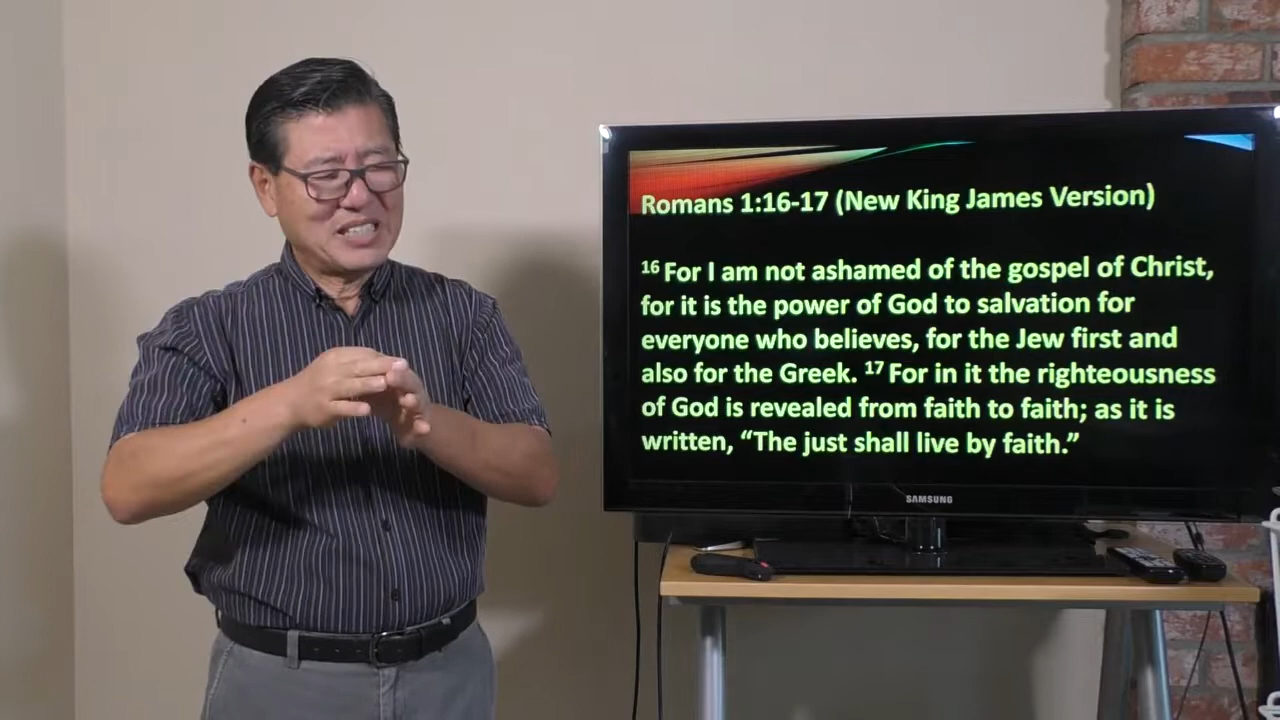 Romans 1:16-17 (New King James Version)
16 For I am not ashamed of the gospel of Christ,
for it is the power of God to salvation for
everyone who believes, for the Jew first and
also for the Greek. 17 For in it the righteousness
of God is revealed from faith to faith; as it is
written, “The just shall live by faith.”
SAMSUNG